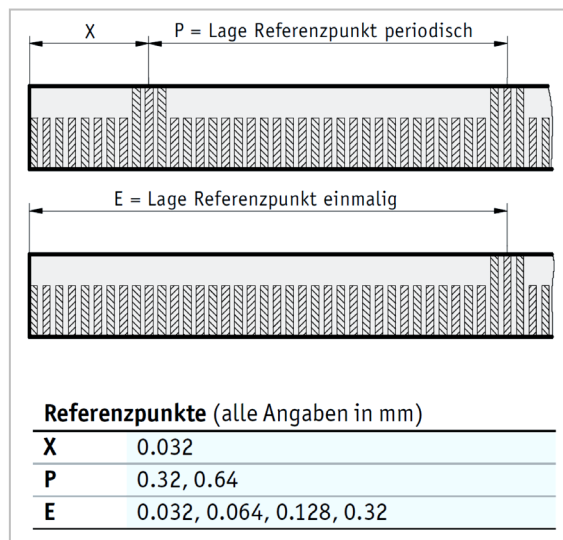 X
P = Lage Referenzpunkt periodisch
E = Lage Referenzpunkt einmalig
Referenzpunkte (alle Angaben in mm)
X 0.032
P 0.32, 0.64
E 0.032, 0.064, 0.128, 0.32